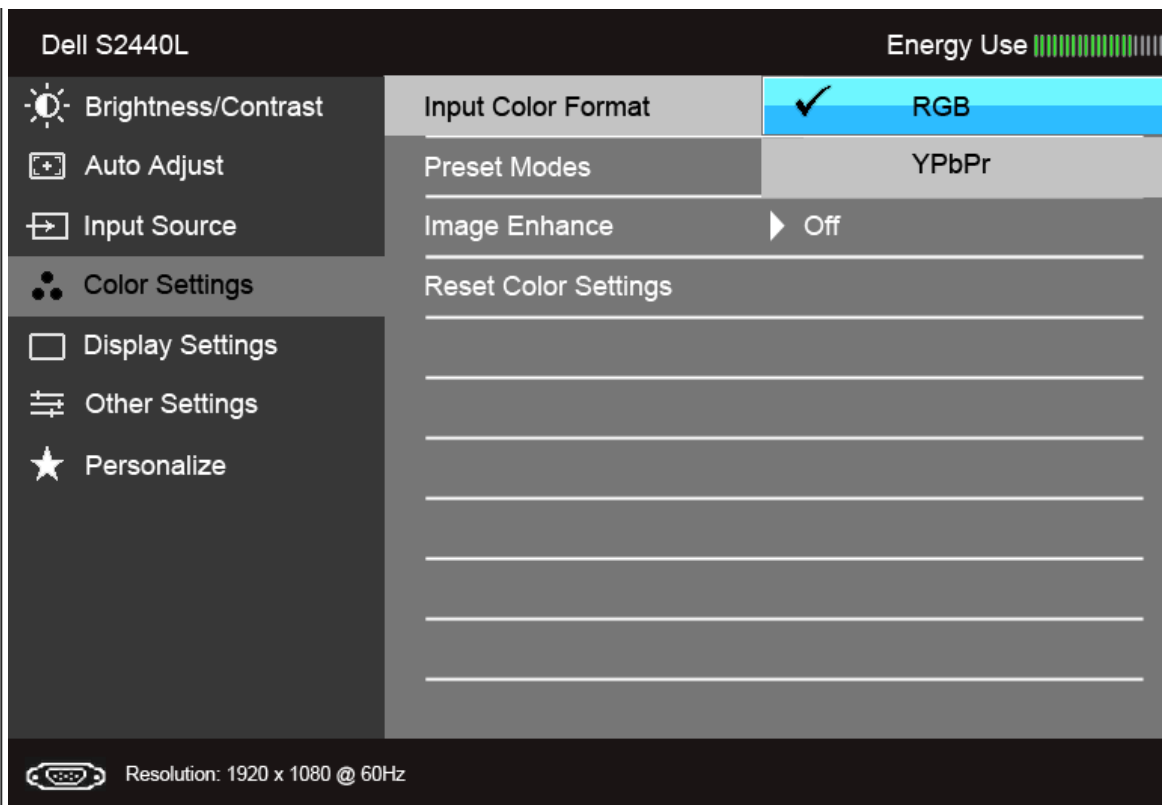 Dell S2440L Energy Use
Brightness/Contrast Input Color Format RGB
Auto Adjust Preset Modes YPbPr
Input Source Image Enhance Off
Color Settings Reset Color Settings
Display Settings
Other Settings
Personalize
Resolution: 1920 x 1080 @ 60Hz